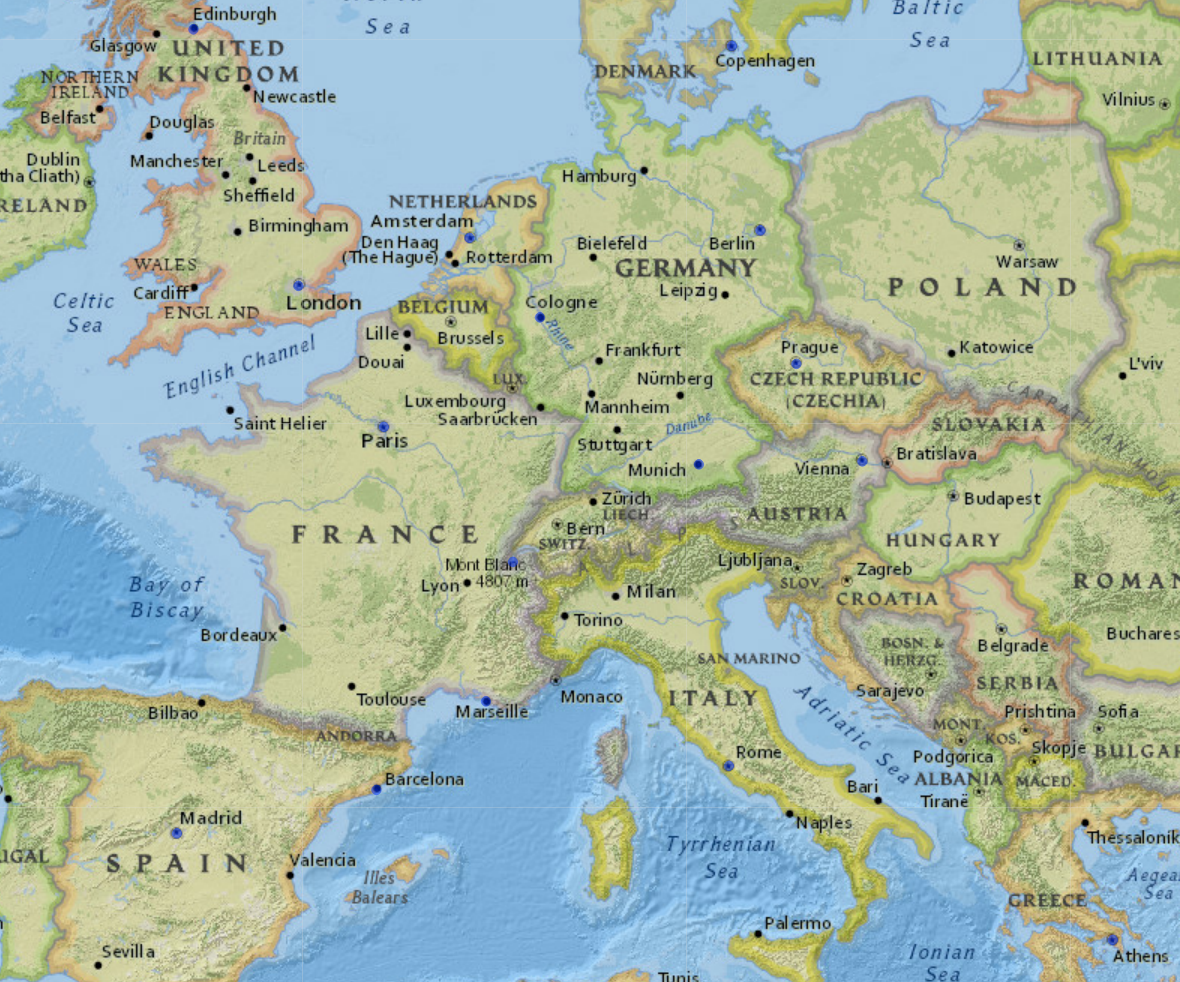 Edinburgh
Baltic
Sea
Sea
Glasgow
UNITED
KINGDOM
Copenhagen
DENMARK
LITHUANIA
NORTHERN
IRELAND
Newcastle
Vilnius
Belfast
Douglas
Britain
Dublin
tha Cliath)
Manchester
Leeds
Hamburg
Sheffield
RELAND
NETHERLANDS
Amsterdam
Birmingham
Den Haag
(The Hague)
Rotterdam
Bielefeld
Berlin
Warsaw
WALES
GERMANY
Cardiff
Leipzig
POLAND
Celtic
Sea
London
ENGLAND
BELGIUM
Cologne
Lille
Brussels
Rhine
English Channel
Douai
Frankfurt
Prague
Katowice
L'viv
LUX.
Nürnberg
CZECH REPUBLIC
(CZECHIA)
CARPATHIAN MOUN
Luxembourg
Mannheim
Saarbrücken
Saint Helier
Danube
SLOVAKIA
Paris
Stuttgart
Bratislava
Munich
Vienna
Zürich
Budapest
LIECH.
AUSTRIA
Bern
FRANCE
SWITZ.
A L P S
HUNGARY
Mont Blanc
4807 m
Ljubljana
Zagreb
Lyon
SLOV.
ROMAN
Bay of
Biscay
Milan
CROATIA
Torino
Bordeaux
Buchares
BOSN. &
HERZG.
Belgrade
SAN MARINO
SERBIA
Sarajevo
Toulouse
Monaco
ITALY
Adriatic Sea
Bilbao
Marseille
Prishtina
Sofia
MONT.
KOS.
ANDORRA
Skopje
BULGAR
Rome
Podgorica
Barcelona
ALBANIA
MACED.
Bari
Tiranë
Madrid
Naples
Thessalonik
Tyrrhenian
Sea
SPAIN
Valencia
UGAL
Illes
Balears
Aegea
Sea
GREECE
Palermo
Sevilla
Ionian
Sea
Athens
Tunis